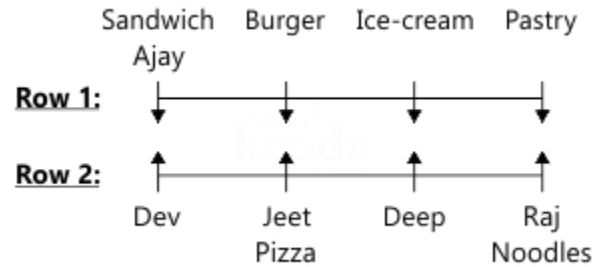 Sandwich Burger Ice-cream Pastry
Ajay
Row 1:
Row 2:
Dev Jeet Deep Raj
Pizza Noodles